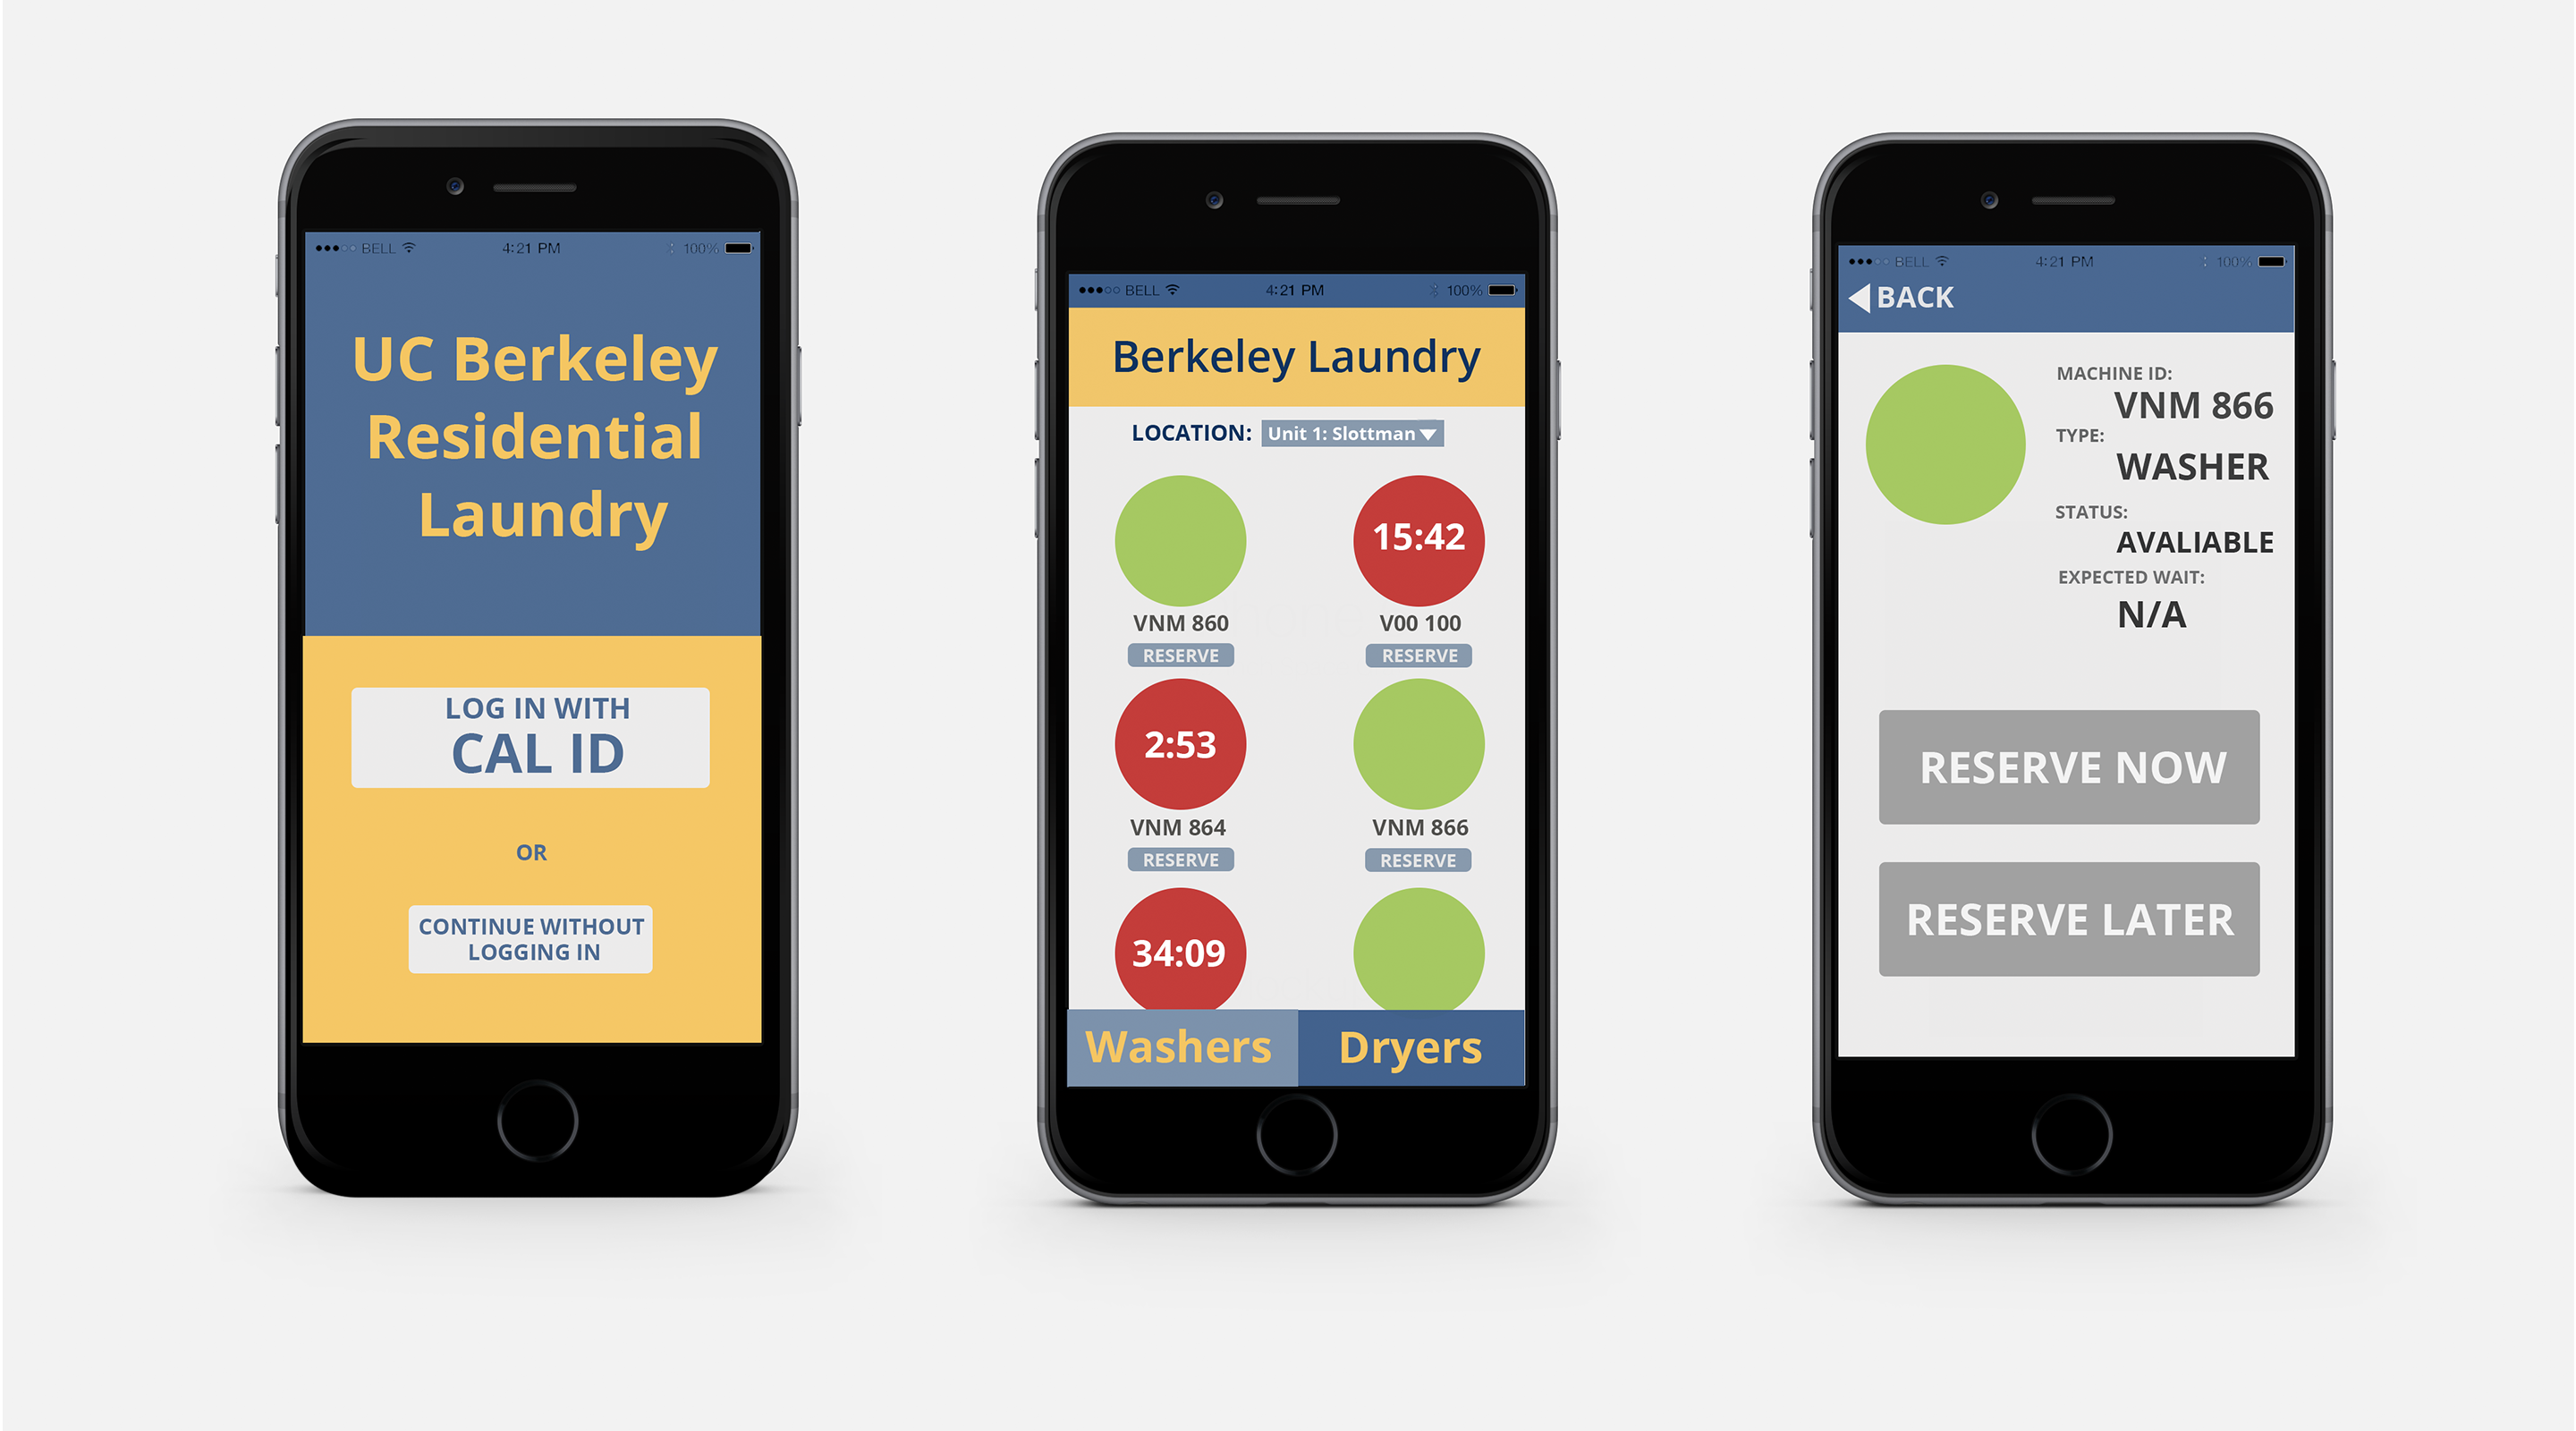 BELL 4:21 PM 100%
UC Berkeley
Residential
Laundry
LOG IN WITH
CAL ID
OR
CONTINUE WITHOUT
LOGGING IN
BELL 4:21 PM 100%
Berkeley Laundry
LOCATION: Unit 1: Slottman
15:42
VNM 860 V00 100
RESERVE RESERVE
2:53
VNM 864 VNM 866
RESERVE RESERVE
34:09
Washers Dryers
BELL 4:21 PM 100%
BACK
MACHINE ID:
VNM 866
TYPE:
WASHER
STATUS:
AVALIABLE
EXPECTED WAIT:
N/A
RESERVE NOW
RESERVE LATER